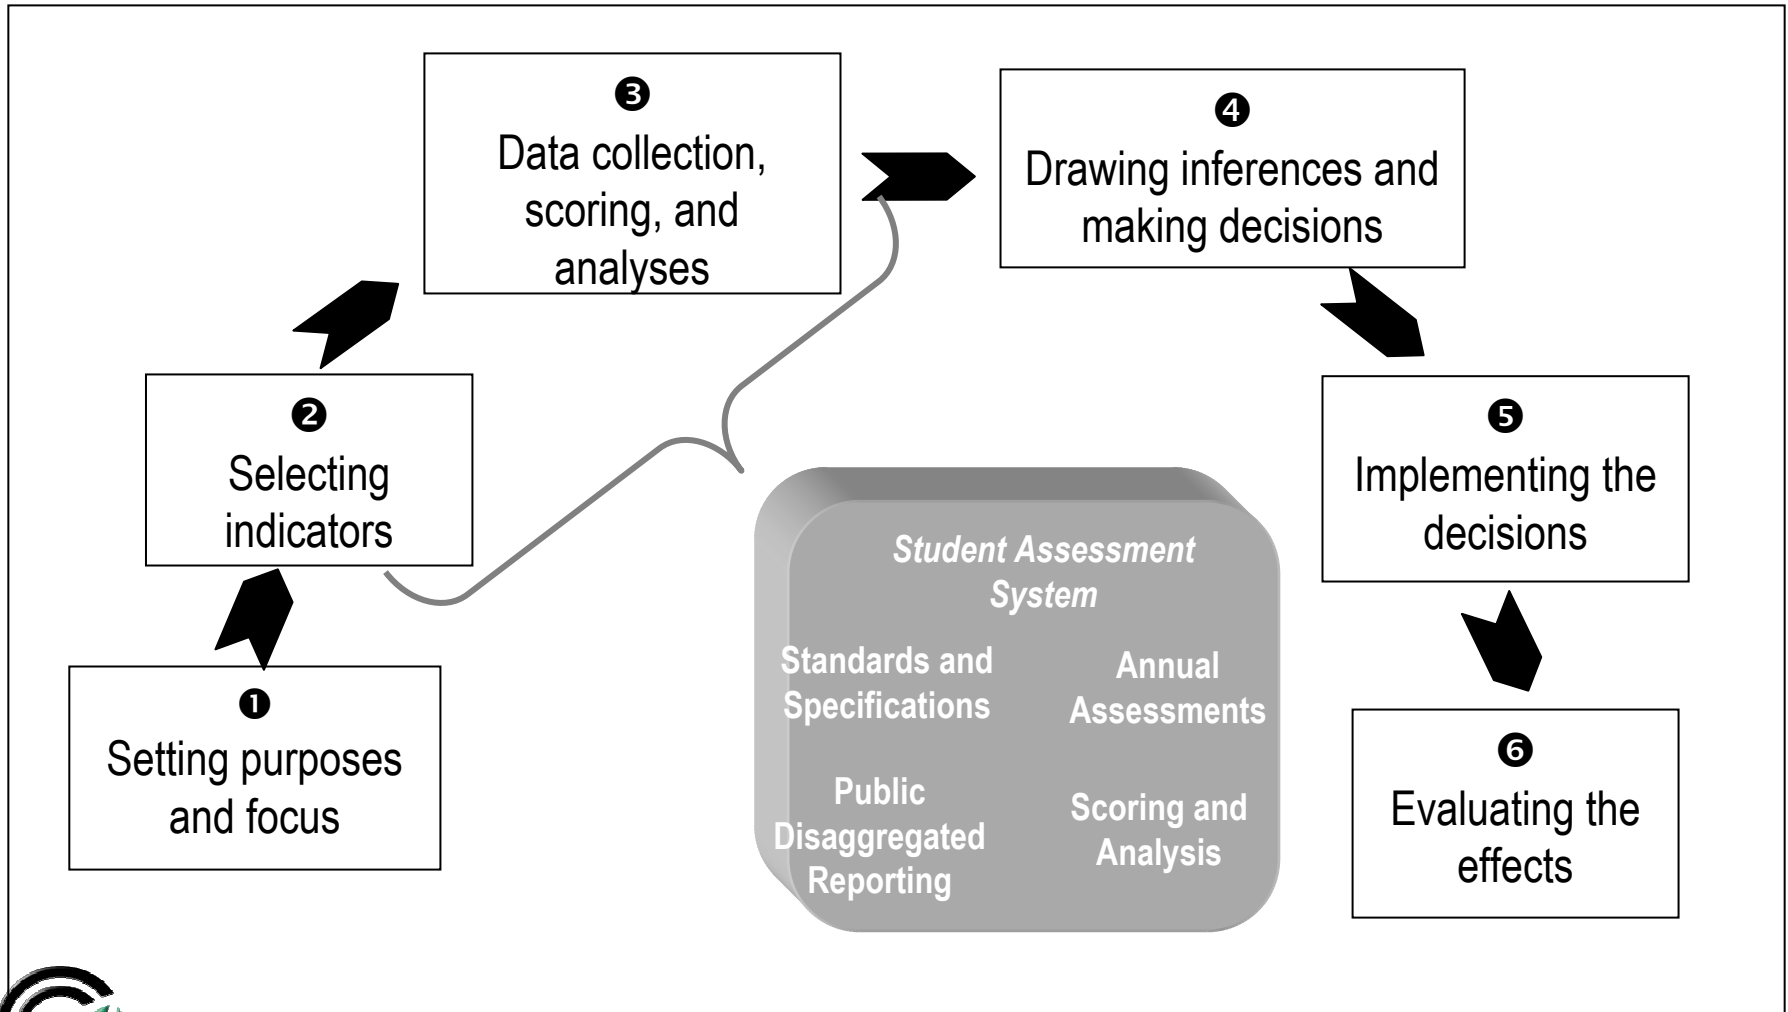 ❶
Setting purposes
and focus
❷
Selecting
indicators
❸
Data collection,
scoring, and
analyses
❹
Drawing inferences and
making decisions
❺
Implementing the
decisions
❻
Evaluating the
effects
Student Assessment
System
Standards and
Specifications
Annual
Assessments
Public
Disaggregated
Reporting
Scoring and
Analysis